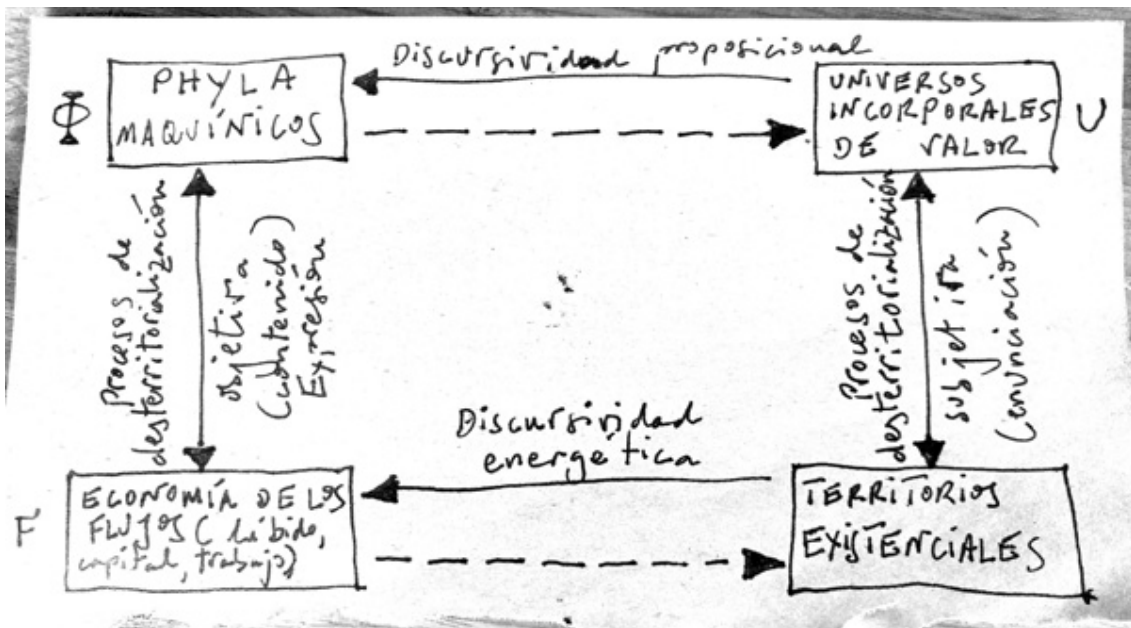 Discursividad proposicional
Φ
PHYLA
MAQUÍNICOS
UNIVERSOS
INCORPORALES
DE VALOR
U
Procesos de
desterritorialización
objetiva
(contenido)
Expresión
Procesos de
desterritorialización
subjetiva
(enunciación)
Discursividad
energética
F
ECONOMÍA DE LOS
FLUJOS (libido,
capital, trabajo)
TERRITORIOS
EXISTENCIALES